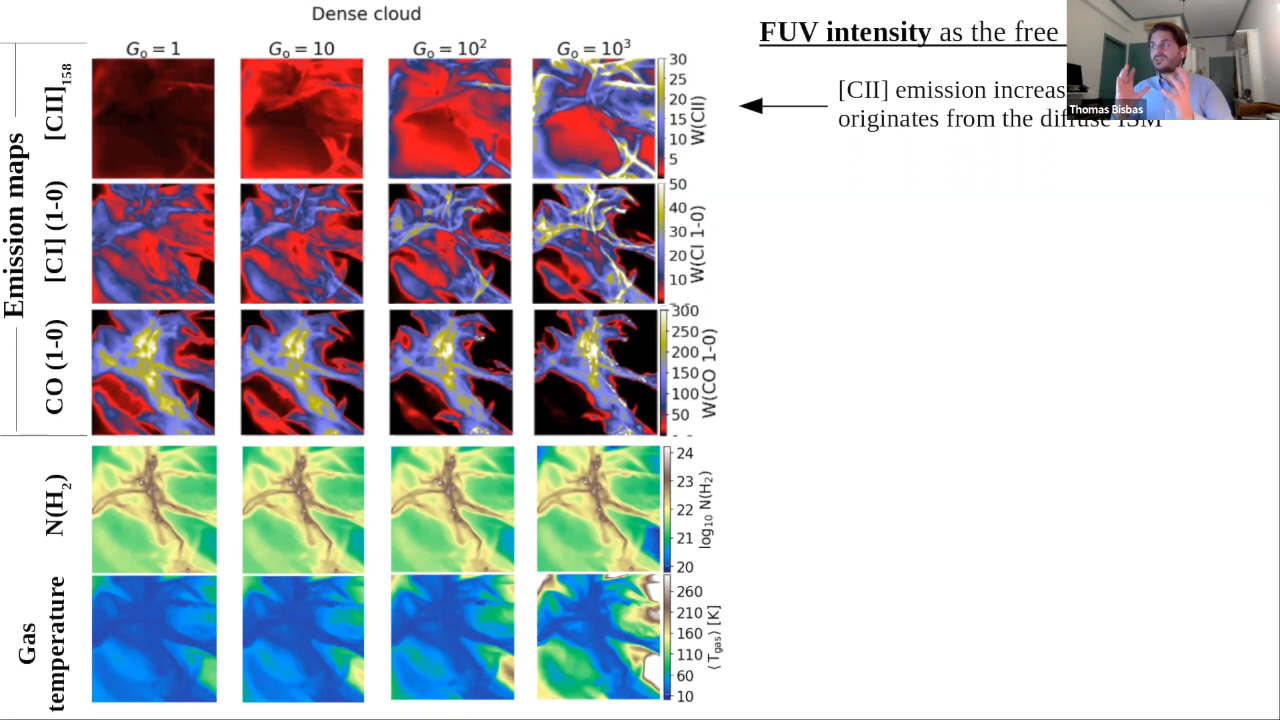 Dense cloud
G₀ = 1
G₀ = 10
G₀ = 10²
G₀ = 10³
FUV intensity as the free
[CII] emission increas
originates from the diffuse ISM
Thomas Bisbas
Emission maps
[CII]₁₅₈
30
25
20
15
10
5
W(CII)
[CI] (1-0)
50
40
30
20
10
W(CI 1-0)
CO (1-0)
300
250
200
150
100
50
W(CO 1-0)
N(H₂)
24
23
22
21
20
log₁₀ N(H₂)
Gas
temperature
260
210
160
110
60
10
⟨T_gas⟩ [K]